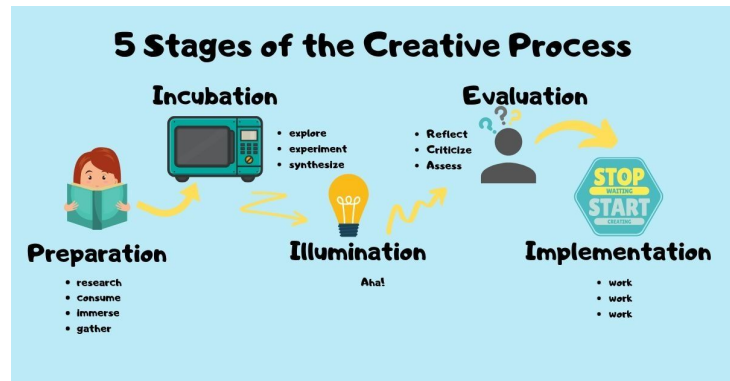 5 Stages of the Creative Process
Incubation
• explore
• experiment
• synthesize
Evaluation
• Reflect
• Criticize
• Assess
? ? ?
STOP
WAITING
START
CREATING
Preparation
• research
• consume
• immerse
• gather
Illumination
Aha!
Implementation
• work
• work
• work